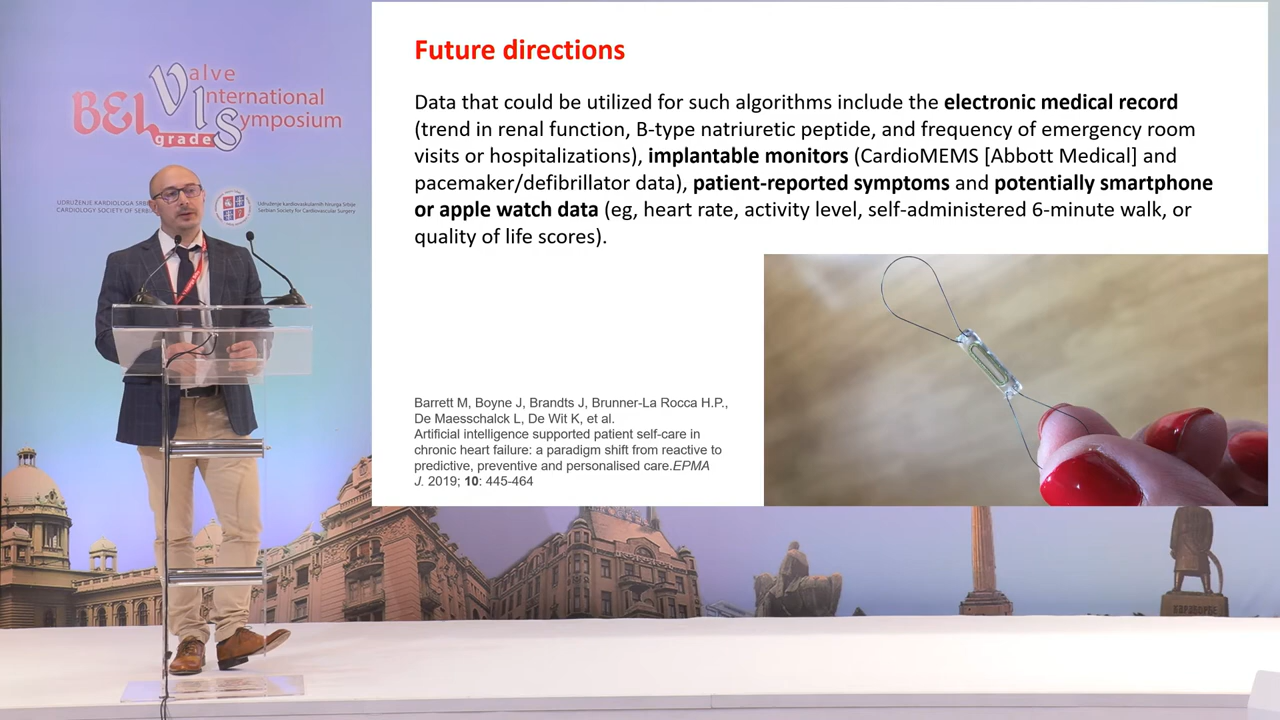 Valve
BEL International
grade Symposium
CARDIOLOGY SOCIETY OF
Udruženje kardiovaskularnih hirurga Srbije
Serbian Society for Cardiovascular Surgery
Future directions
Data that could be utilized for such algorithms include the electronic medical record
(trend in renal function, B-type natriuretic peptide, and frequency of emergency room
visits or hospitalizations), implantable monitors (CardioMEMS [Abbott Medical] and
pacemaker/defibrillator data), patient-reported symptoms and potentially smartphone
or apple watch data (eg, heart rate, activity level, self-administered 6-minute walk, or
quality of life scores).
Barrett M, Boyne J, Brandts J, Brunner-La Rocca H.P.,
De Maesschalck L, De Wit K, et al.
Artificial intelligence supported patient self-care in
chronic heart failure: a paradigm shift from reactive to
predictive, preventive and personalised care.EPMA
J. 2019; 10: 445-464